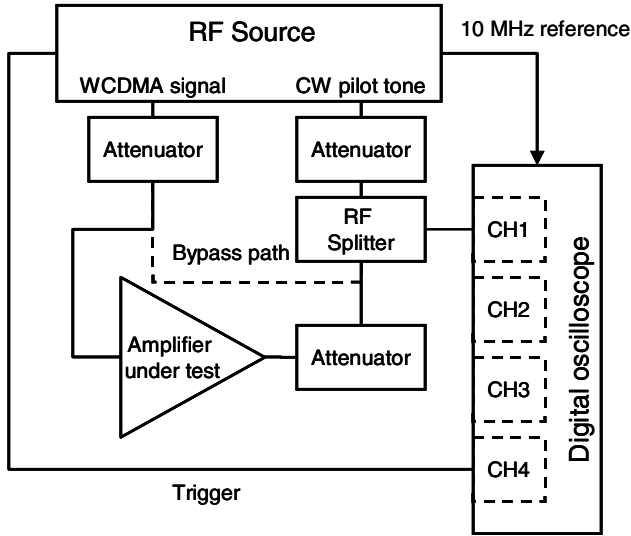 RF Source
10 MHz reference
WCDMA signal
CW pilot tone
Attenuator
Attenuator
RF
Splitter
CH1
Bypass path
CH2
Amplifier
under test
Attenuator
CH3
Digital oscilloscope
CH4
Trigger